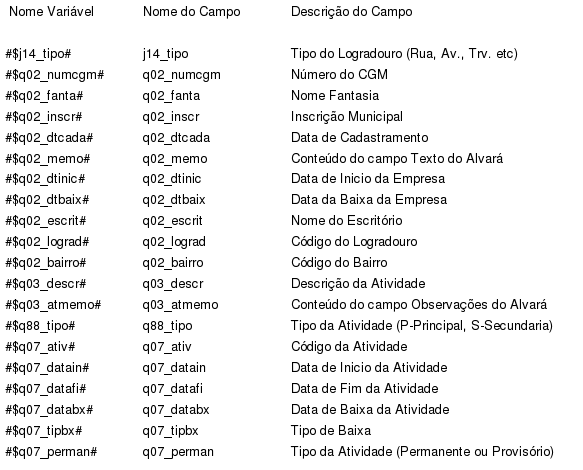 Nome Variável Nome do Campo Descrição do Campo
#$j14_tipo# j14_tipo Tipo do Logradouro (Rua, Av., Trv. etc)
#$q02_numcgm# q02_numcgm Número do CGM
#$q02_fanta# q02_fanta Nome Fantasia
#$q02_inscr# q02_inscr Inscrição Municipal
#$q02_dtcada# q02_dtcada Data de Cadastramento
#$q02_memo# q02_memo Conteúdo do campo Texto do Alvará
#$q02_dtinic# q02_dtinic Data de Inicio da Empresa
#$q02_dtbaix# q02_dtbaix Data da Baixa da Empresa
#$q02_escrit# q02_escrit Nome do Escritório
#$q02_lograd# q02_lograd Código do Logradouro
#$q02_bairro# q02_bairro Código do Bairro
#$q03_descr# q03_descr Descrição da Atividade
#$q03_atmemo# q03_atmemo Conteúdo do campo Observações do Alvará
#$q88_tipo# q88_tipo Tipo da Atividade (P-Principal, S-Secundaria)
#$q07_ativ# q07_ativ Código da Atividade
#$q07_datain# q07_datain Data de Inicio da Atividade
#$q07_datafi# q07_datafi Data de Fim da Atividade
#$q07_databx# q07_databx Data de Baixa da Atividade
#$q07_tipbx# q07_tipbx Tipo de Baixa
#$q07_perman# q07_perman Tipo da Atividade (Permanente ou Provisório)